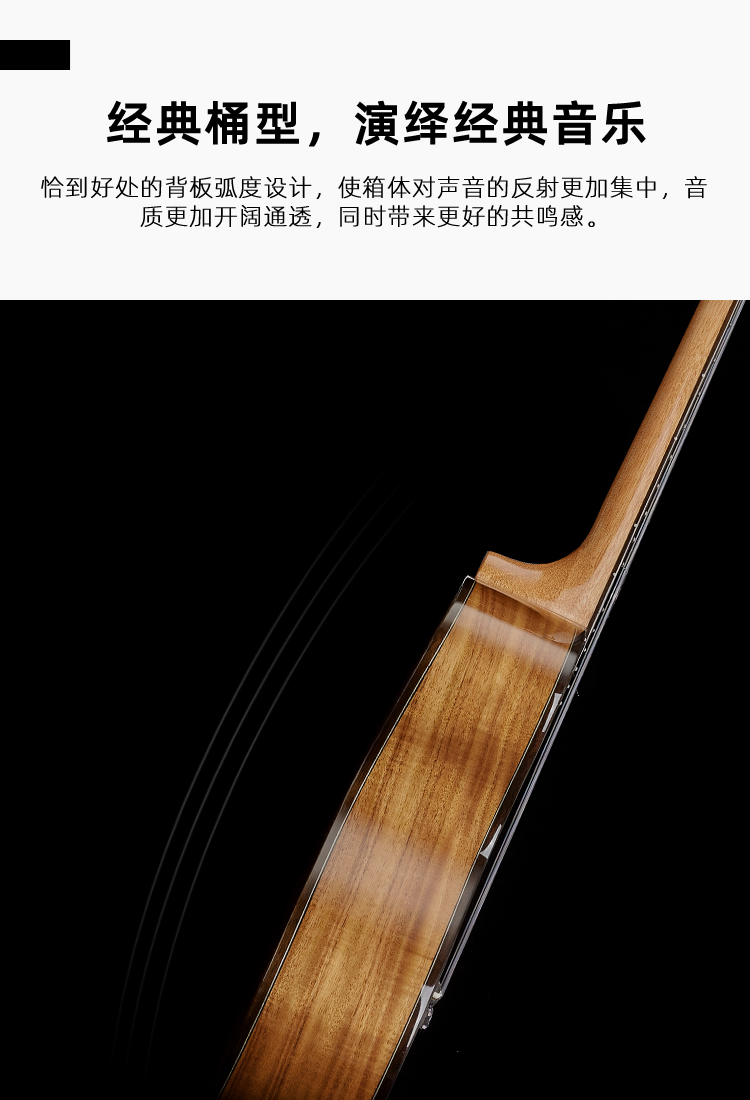 经典桶型，演绎经典音乐
恰到好处的背板弧度设计，使箱体对声音的反射更加集中，音
质更加开阔通透，同时带来更好的共鸣感。